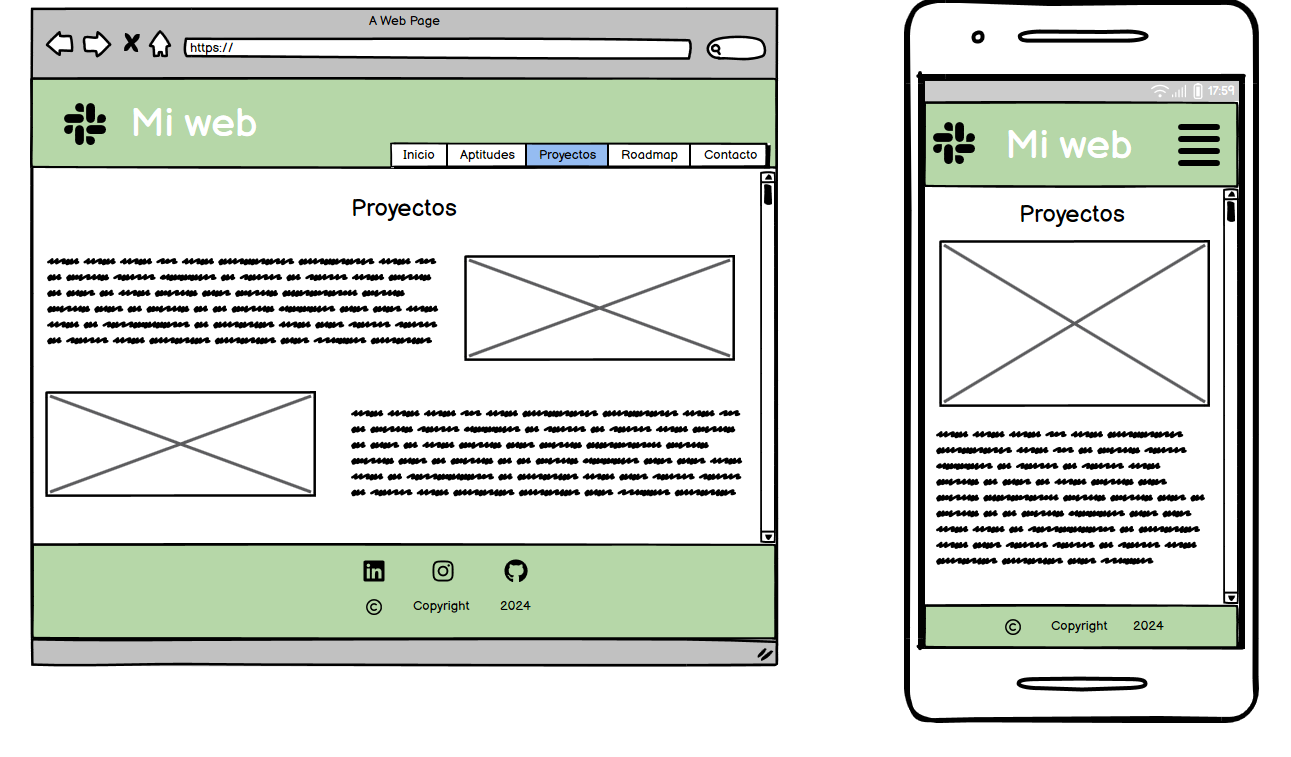 A Web Page
https://
Mi web
Inicio Aptitudes Proyectos Roadmap Contacto
Proyectos
in
© Copyright 2024
17:59
Mi web
Proyectos
© Copyright 2024